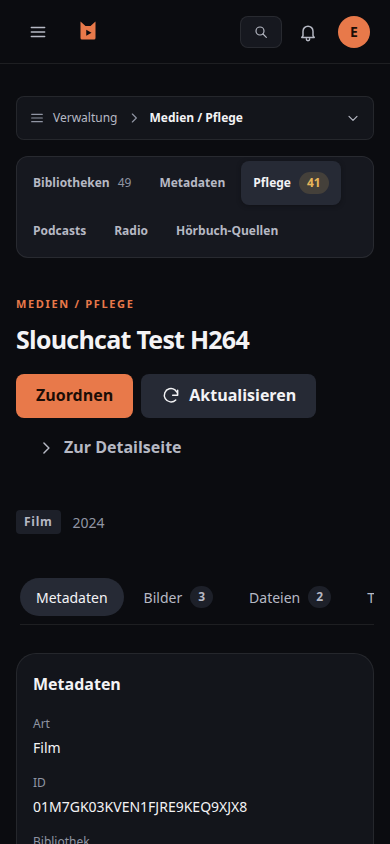 E
Verwaltung > Medien / Pflege
Bibliotheken 49 Metadaten Pflege 41
Podcasts Radio Hörbuch-Quellen
MEDIEN / PFLEGE
Slouchcat Test H264
Zuordnen Aktualisieren
Zur Detailseite
Film 2024
Metadaten Bilder 3 Dateien 2 T
Metadaten
Art
Film
ID
01M7GK03KVEN1FJRE9KEQ9XJX8
Bibliothek